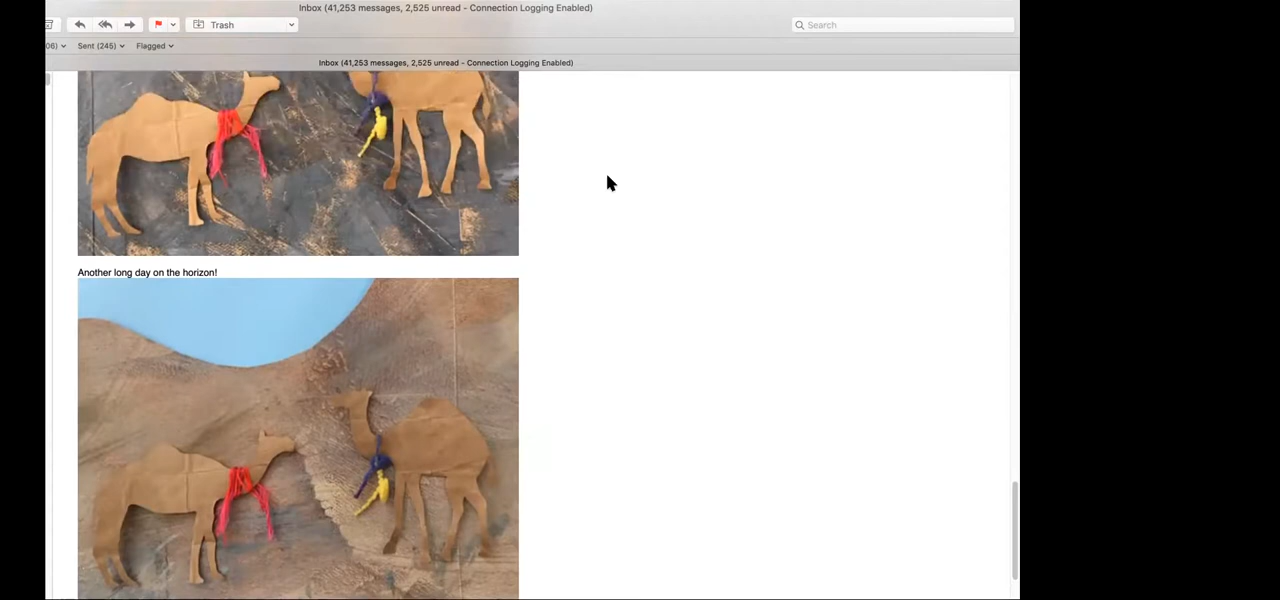 Inbox (41,253 messages, 2,525 unread - Connection Logging Enabled)
Trash
Search
06)
Sent (245)
Flagged
Inbox (41,253 messages, 2,525 unread - Connection Logging Enabled)
Another long day on the horizon!